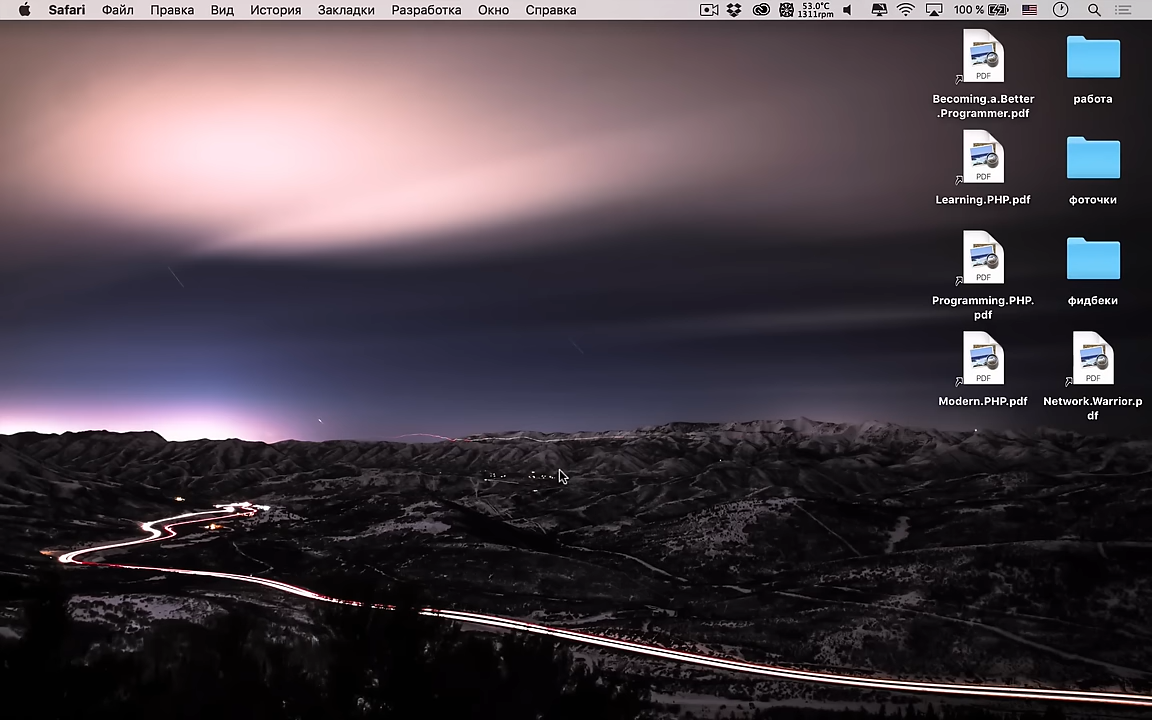 Safari Файл Правка Вид История Закладки Разработка Окно Справка 53.0°C 100 %
1311rpm
PDF
Becoming.a.Better
.Programmer.pdf
работа
PDF
Learning.PHP.pdf
фоточки
PDF
Programming.PHP.
pdf
фидбеки
PDF
Modern.PHP.pdf
PDF
Network.Warrior.p
df